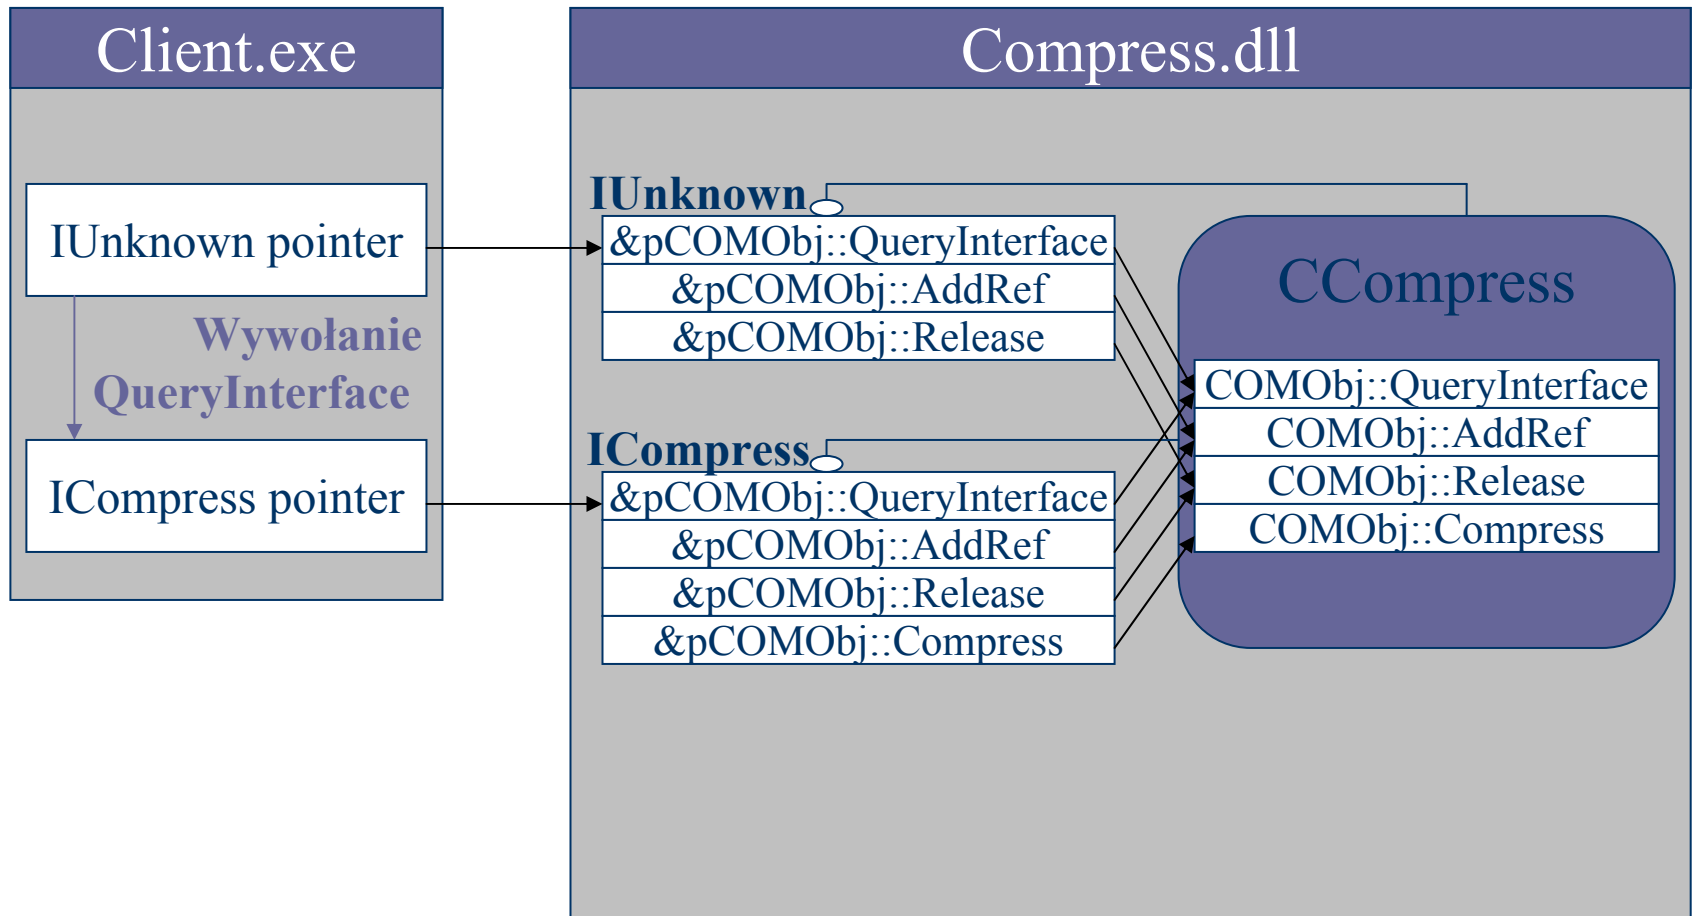 Client.exe
IUnknown pointer
Wywołanie
QueryInterface
ICompress pointer
Compress.dll
IUnknown
&pCOMObj::QueryInterface
&pCOMObj::AddRef
&pCOMObj::Release
ICompress
&pCOMObj::QueryInterface
&pCOMObj::AddRef
&pCOMObj::Release
&pCOMObj::Compress
CCompress
COMObj::QueryInterface
COMObj::AddRef
COMObj::Release
COMObj::Compress